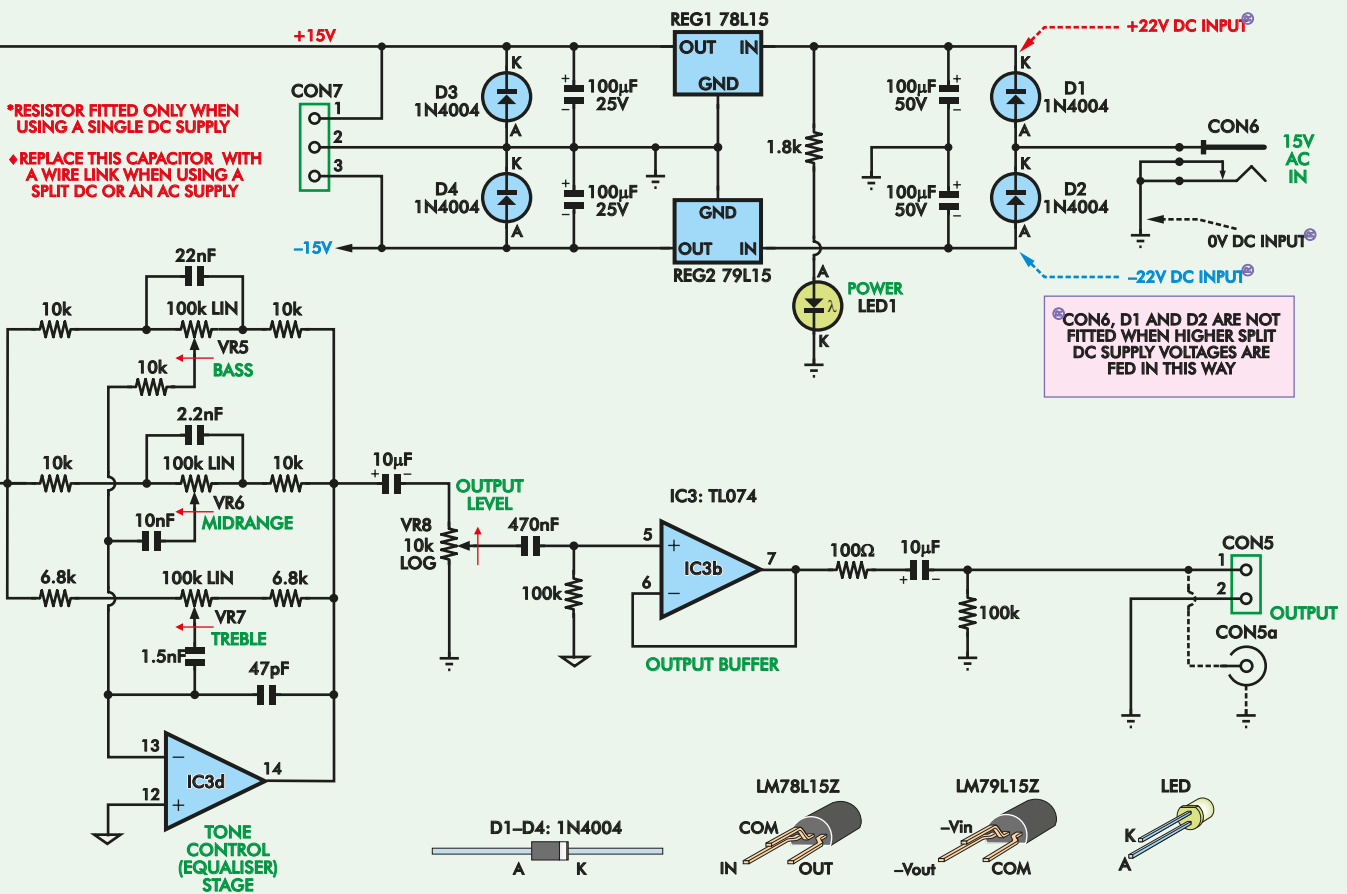 REG1 78L15
+15V
+22V DC INPUT
OUT IN
GND
CON7
1
2
3
K
D3
1N4004
A
+
100µF
25V
–
K
D4
1N4004
A
+
100µF
25V
–
GND
OUT IN
REG2 79L15
1.8k
+
100µF
50V
–
+
100µF
50V
–
K
D1
1N4004
A
K
D2
1N4004
A
CON6
15V
AC
IN
0V DC INPUT
–22V DC INPUT
*RESISTOR FITTED ONLY WHEN
USING A SINGLE DC SUPPLY
♦REPLACE THIS CAPACITOR WITH
A WIRE LINK WHEN USING A
SPLIT DC OR AN AC SUPPLY
–15V
A
POWER
LED1
λ
K
CON6, D1 AND D2 ARE NOT
FITTED WHEN HIGHER SPLIT
DC SUPPLY VOLTAGES ARE
FED IN THIS WAY
22nF
10k
100k LIN
10k
VR5
BASS
10k
2.2nF
10k
100k LIN
10k
VR6
MIDRANGE
10nF
6.8k
100k LIN
6.8k
VR7
TREBLE
1.5nF
47pF
13
–
IC3d
14
12
+
TONE
CONTROL
(EQUALISER)
STAGE
10µF
+ –
OUTPUT
LEVEL
VR8
10k
LOG
470nF
100k
IC3: TL074
5
+
IC3b
7
6
–
OUTPUT BUFFER
100Ω
10µF
+ –
100k
CON5
1
2
OUTPUT
CON5a
D1–D4: 1N4004
A K
LM78L15Z
COM
IN
OUT
LM79L15Z
–Vin
–Vout
COM
LED
K
A